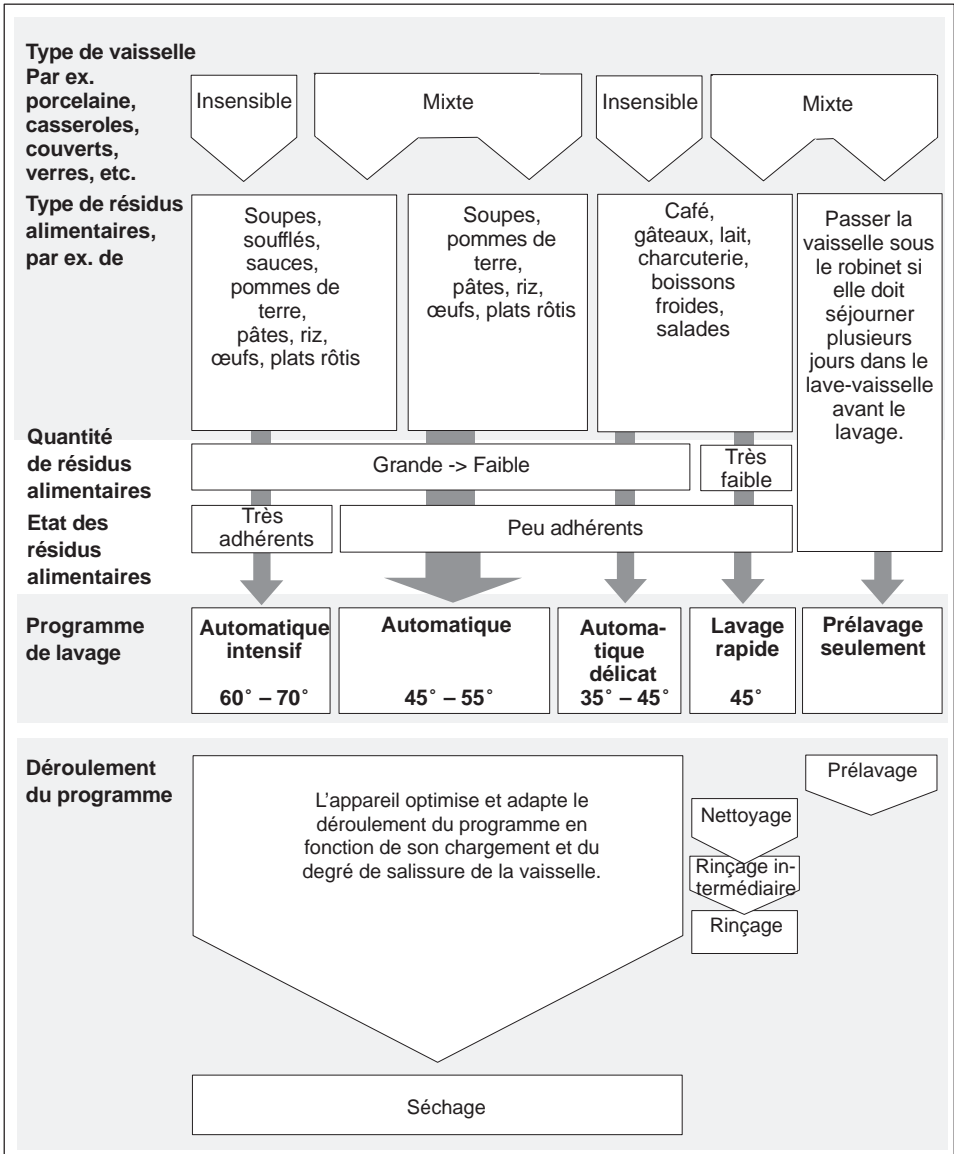 Type de vaisselle
Par ex.
porcelaine,
casseroles,
couverts,
verres, etc.
Insensible
Mixte
Insensible
Mixte
Type de résidus
alimentaires,
par ex. de
Soupes,
soufflés,
sauces,
pommes de
terre,
pâtes, riz,
œufs, plats rôtis
Soupes,
pommes de
terre,
pâtes, riz,
œufs, plats rôtis
Café,
gâteaux, lait,
charcuterie,
boissons
froides,
salades
Passer la
vaisselle sous
le robinet si
elle doit
séjourner
plusieurs
jours dans le
lave-vaisselle
avant le
lavage.
Quantité
de résidus
alimentaires
Grande -> Faible
Très
faible
Etat des
résidus
alimentaires
Très
adhérents
Peu adhérents
Programme
de lavage
Automatique
intensif
60° – 70°
Automatique
45° – 55°
Automa-
tique
délicat
35° – 45°
Lavage
rapide
45°
Prélavage
seulement
Déroulement
du programme
L’appareil optimise et adapte le
déroulement du programme en
fonction de son chargement et du
degré de salissure de la vaisselle.
Nettoyage
Rinçage in-
termédiaire
Rinçage
Prélavage
Séchage